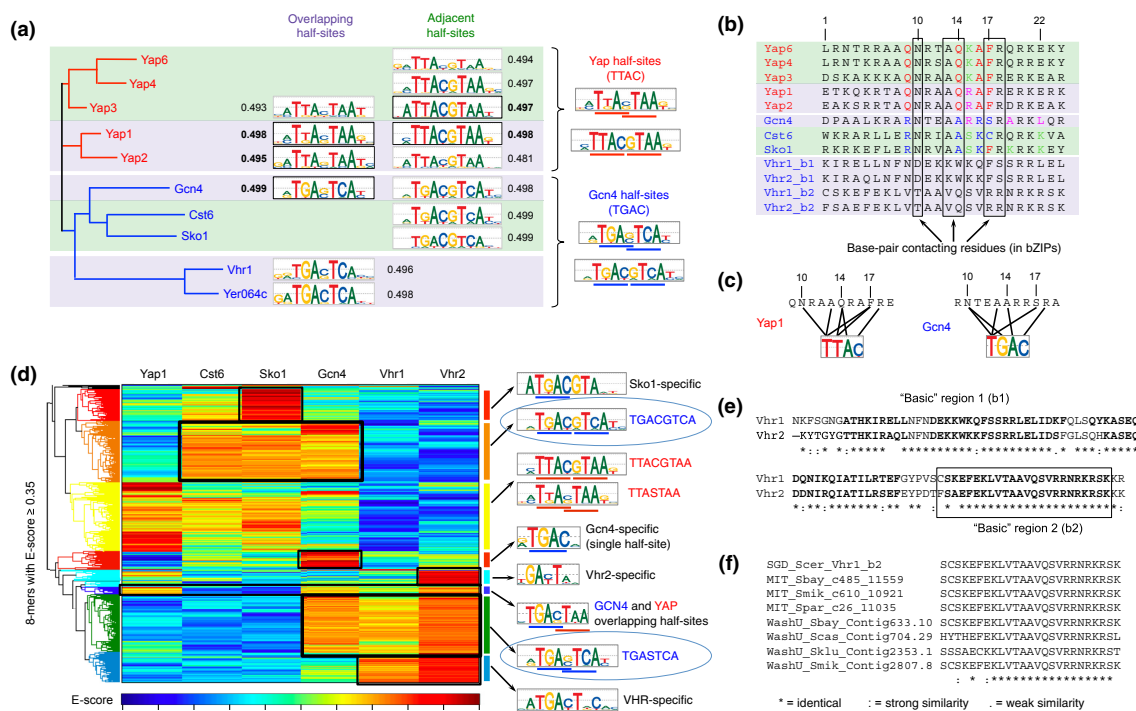 (a)
Overlapping
half-sites
Adjacent
half-sites
Yap6
0.494
Yap4
0.497
Yap3
0.493
0.497
Yap1
0.498
0.498
Yap2
0.495
0.481
Gcn4
0.499
0.498
Cst6
0.499
Sko1
0.499
Vhr1
0.496
Yer064c
0.498
Yap half-sites
(TTAC)
Gcn4 half-sites
(TGAC)
(b)
1 10 14 17 22
Yap6 LRNTRRAAQNRTAQKAFRQRKEKY
Yap4 LRNTKRAAQNRAAQKAFRQRKEKY
Yap3 DSKAKKKAQNRAAQKAFRERKEAR
Yap1 ETKQKRTAQNRAAQRAFRERKERK
Yap2 EAKSRRTAQNRAAQRAFRDRKEAK
Gcn4 DPAALKRARNTEAARRSRARKLQR
Cst6 WKRARLLERNRIAASKCRQRKKVA
Sko1 RKRKEFLERNRVAASKFRKRKKEY
Vhr1_b1 KIRELLNFNDEKKWKQFSSRRLEL
Vhr2_b1 KIRAQLNFNDEKKWKKFSSRRLEL
Vhr1_b2 CSKEFEKLVTAAVQSVRRNRKRSK
Vhr2_b2 FSAEFEKLVTAAVQSVRRNRKRSK
Base-pair contacting residues (in bZIPs)
(c)
10 14 17
QNRAAQRAFRE
Yap1
TTAC
10 14 17
RNTEAARRSRA
Gcn4
TGAC
(d)
Yap1 Cst6 Sko1 Gcn4 Vhr1 Vhr2
8-mers with E-score ≥ 0.35
E-score
Sko1-specific
TGACGTCA
TTACGTAA
TTASTAA
Gcn4-specific
(single half-site)
Vhr2-specific
GCN4 and YAP
overlapping half-sites
TGASTCA
VHR-specific
(e)
“Basic” region 1 (b1)
Vhr1 NKFSGNGATHKIRELLNFNDEKKWKQFSSRRLELIDKFQLSQYKASEQ
Vhr2 –KYTGYGTTHKIRAQLNFNDEKKWKKFSSRRLELIDSFGLSQHKASEQ
Vhr1 DQNIKQIATILRTEFGYPVSCSKEFEKLVTAAVQSVRRNRKRSKKR
Vhr2 DDNIRQIATILRSEFEYPDTFSAEFEKLVTAAVQSVRRNRKRSKKR
“Basic” region 2 (b2)
(f)
SGD_Scer_Vhr1_b2 SCSKEFEKLVTAAVQSVRRNRKRSK
MIT_Sbay_c485_11559 SCSKEFEKLVTAAVQSVRRNRKRSK
MIT_Smik_c610_10921 SCSKEFEKLVTAAVQSVRRNRKRSK
MIT_Spar_c26_11035 SCSKEFEKLVTAAVQSVRRNRKRSK
WashU_Sbay_Contig633.10 SCSKEFEKLVTAAVQSVRRNRKRSK
WashU_Scas_Contig704.29 HYTHEFEKLVTAAVQSVRRNRKRSL
WashU_Sklu_Contig2353.1 SSAECKELVTAAVQSVRRNRKRST
WashU_Smik_Contig2807.8 SCSKEFEKLVTAAVQSVRRNRKRSK
* = identical : = strong similarity . = weak similarity